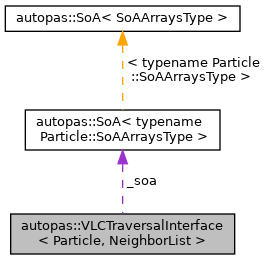 autopas::SoA< SoAArraysType >
< typename Particle
::SoAArraysType >
autopas::SoA< typename
Particle::SoAArraysType >
_soa
autopas::VLCTraversalInterface
< Particle, NeighborList >